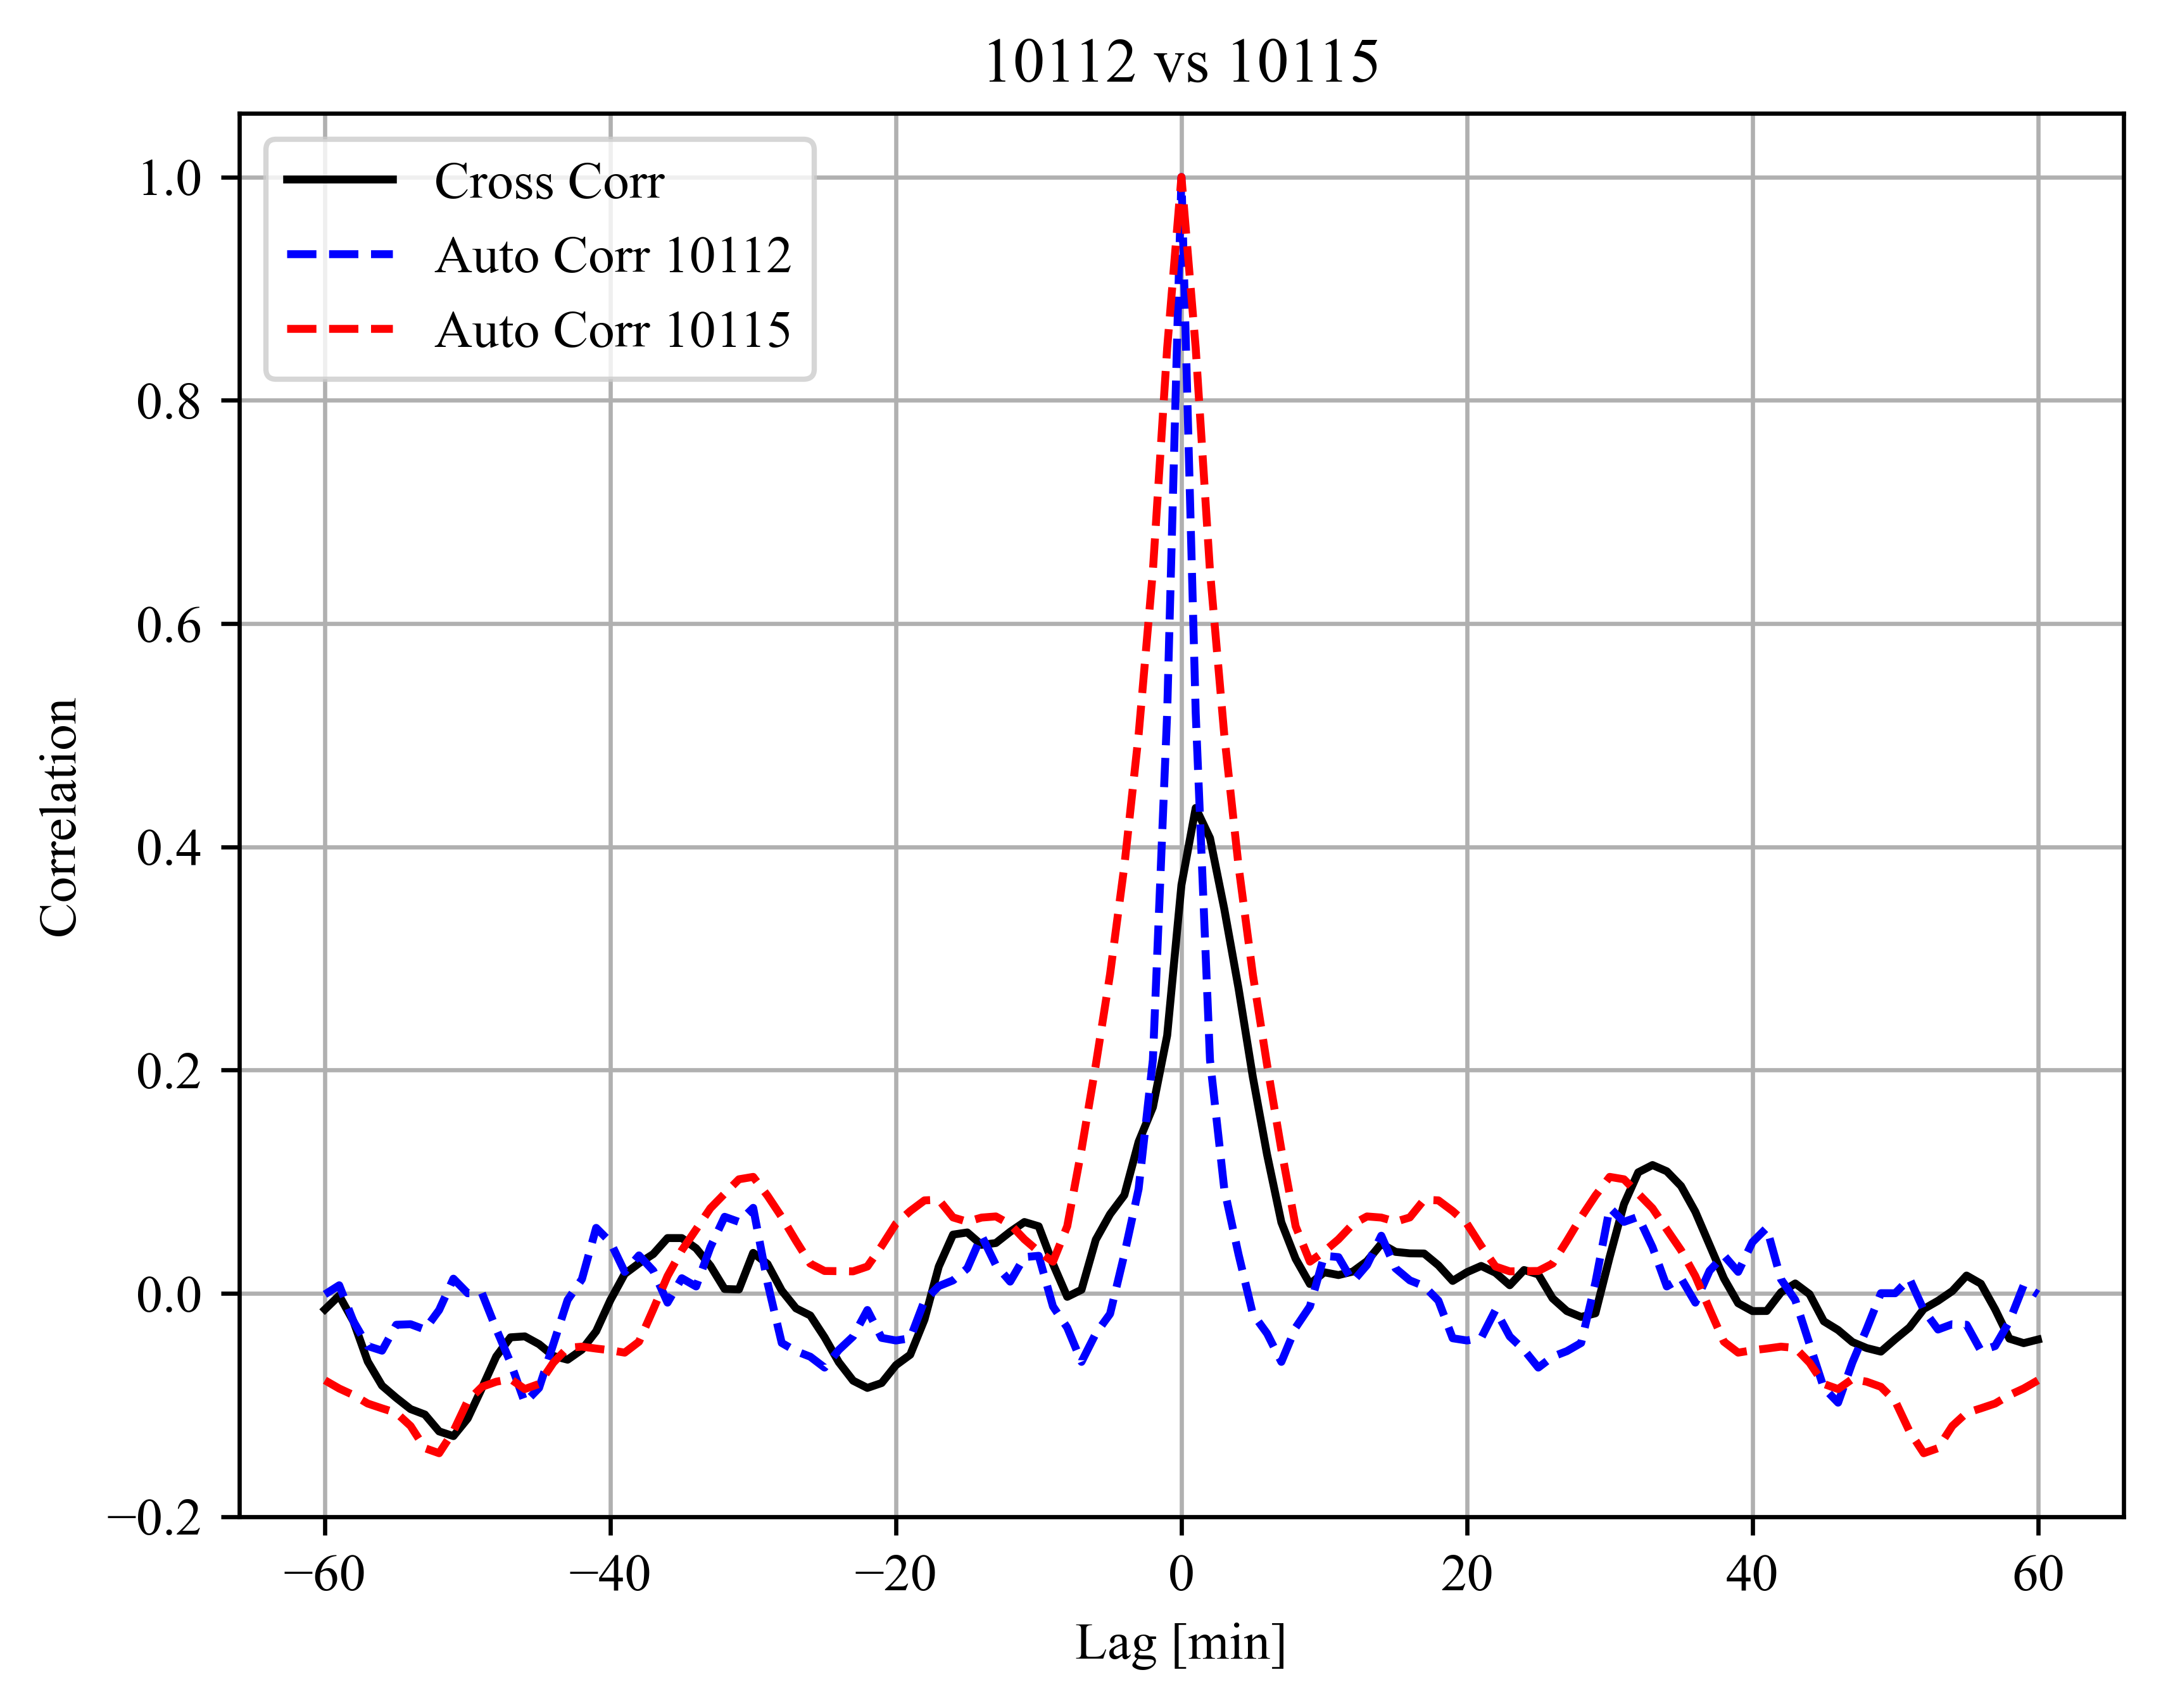 10112 vs 10115
Cross Corr
Auto Corr 10112
Auto Corr 10115
1.0
0.8
0.6
0.4
0.2
0.0
−0.2
Correlation
−60
−40
−20
0
20
40
60
Lag [min]